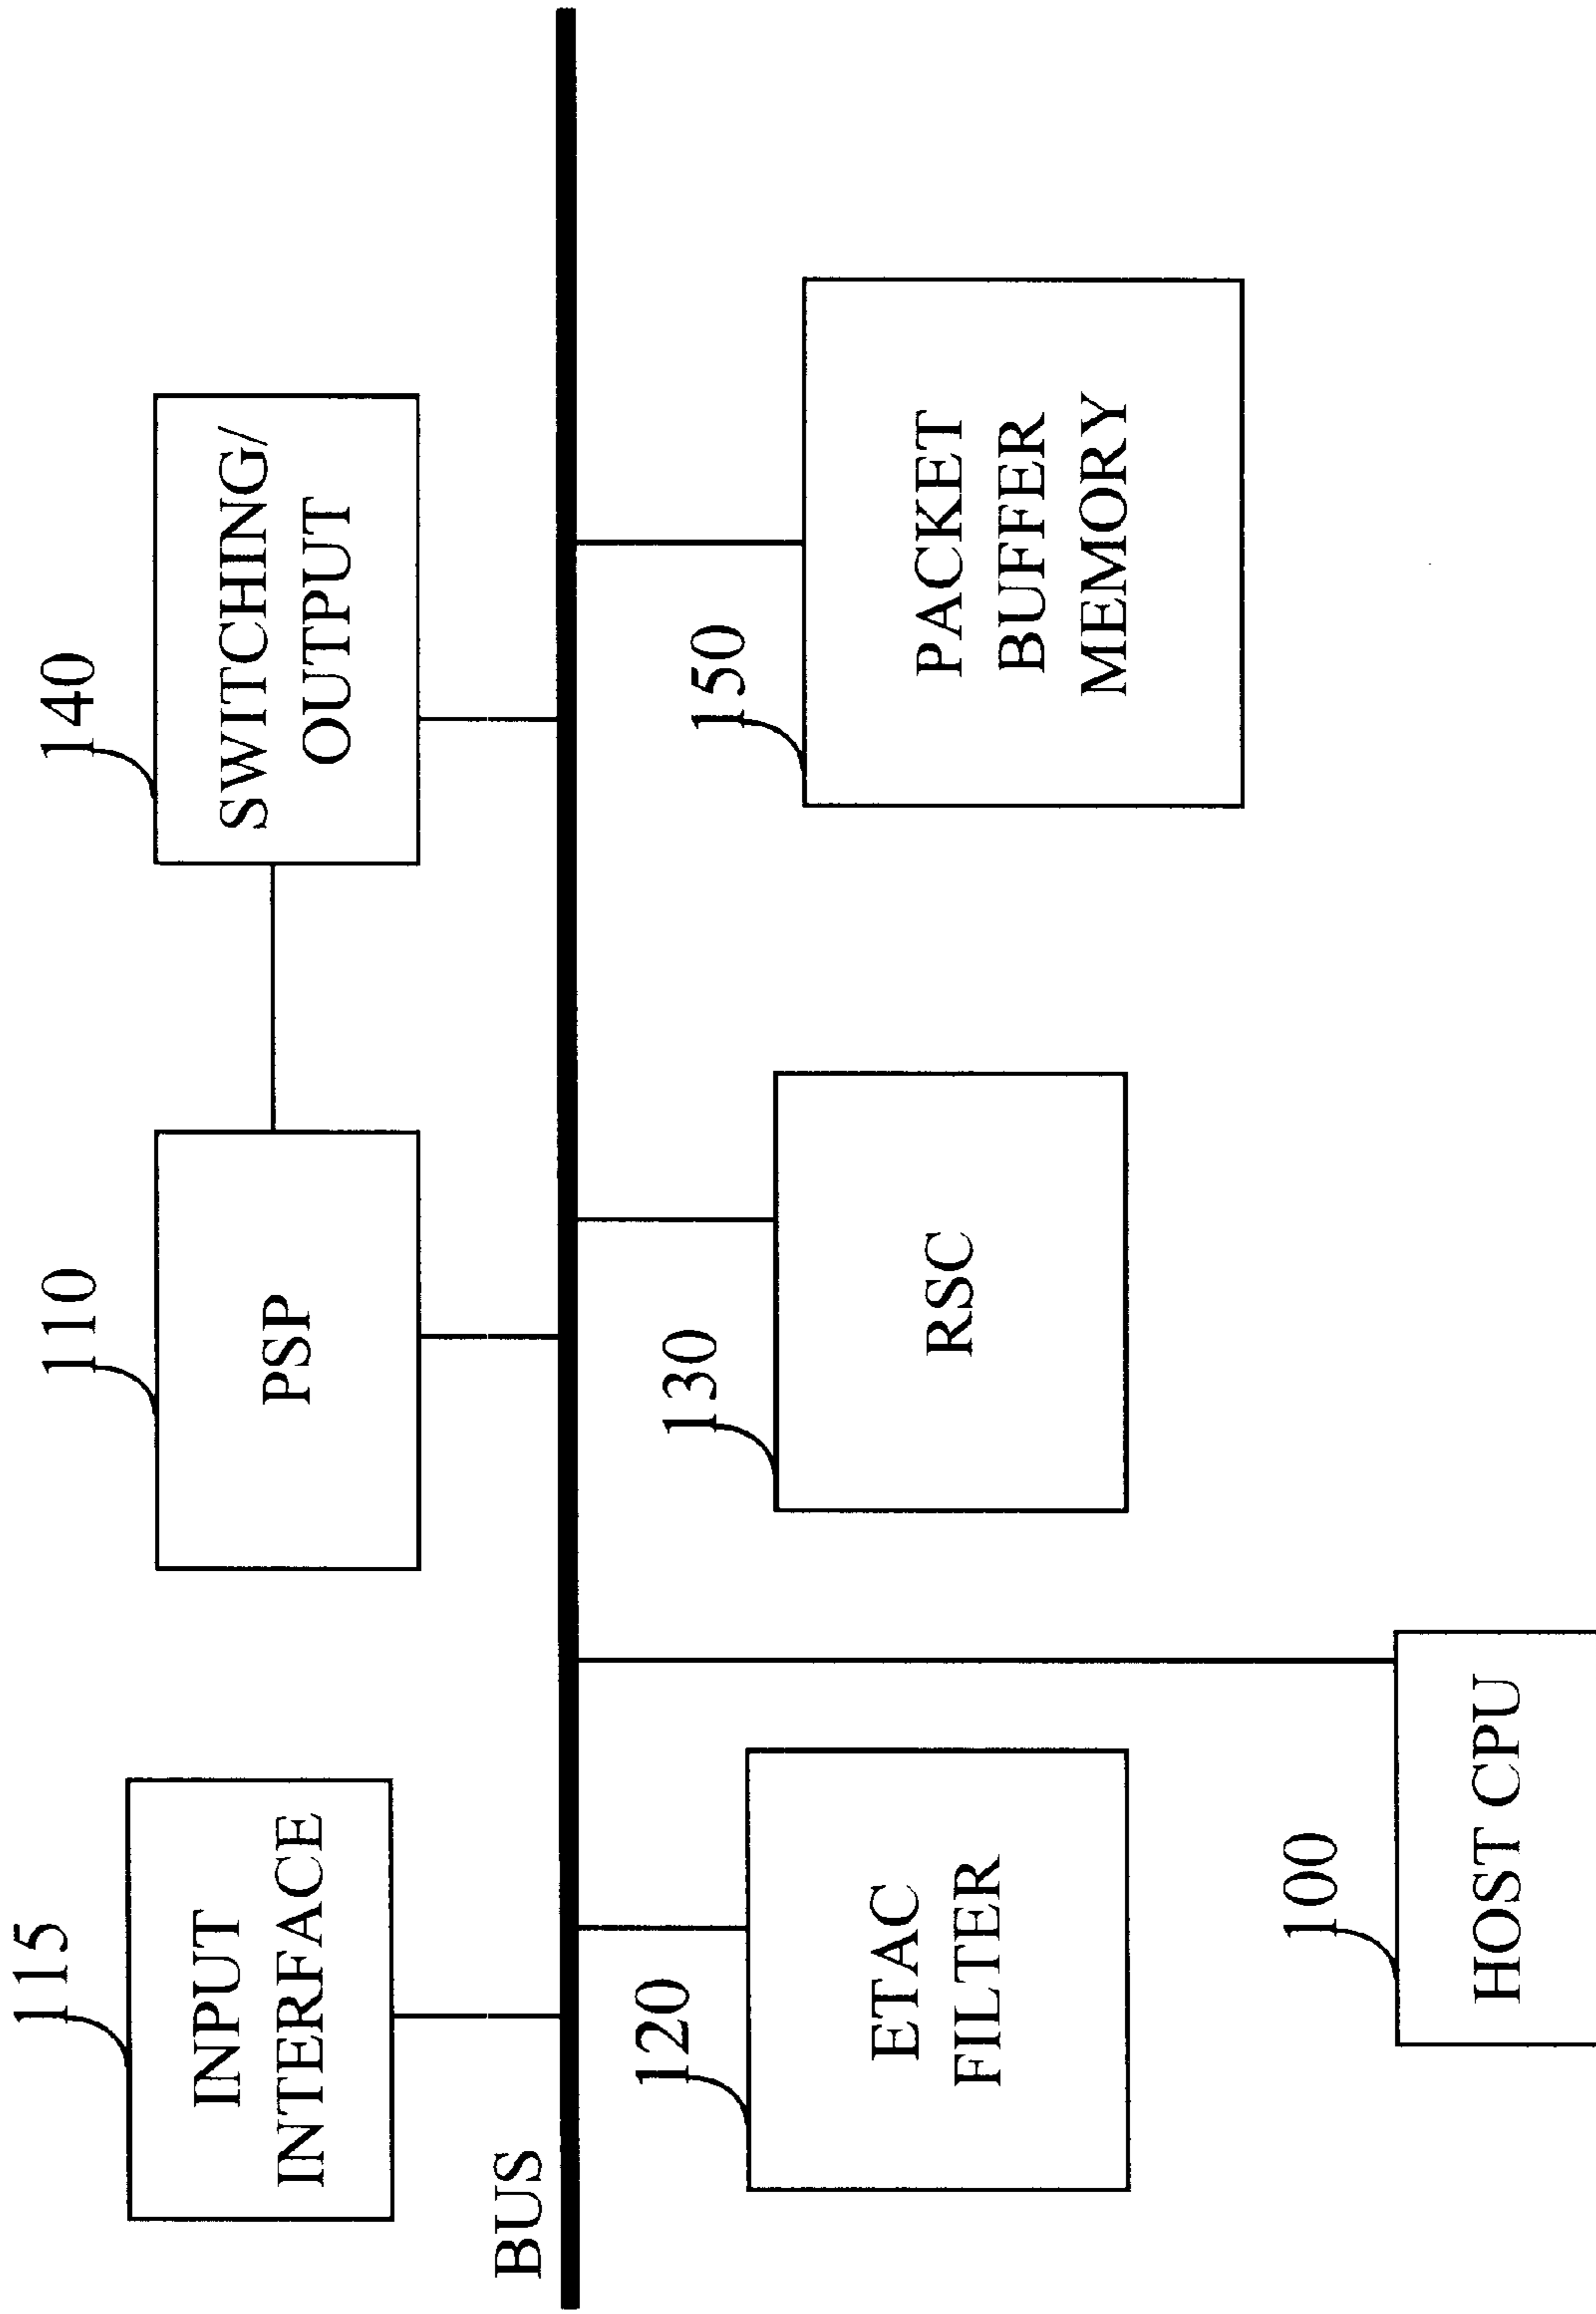 115
INPUT
INTERFACE
110
PSP
140
SWITCHING/
OUTPUT
BUS
120
ETAC
FILTER
130
RSC
150
PACKET
BUFFER
MEMORY
100
HOST CPU